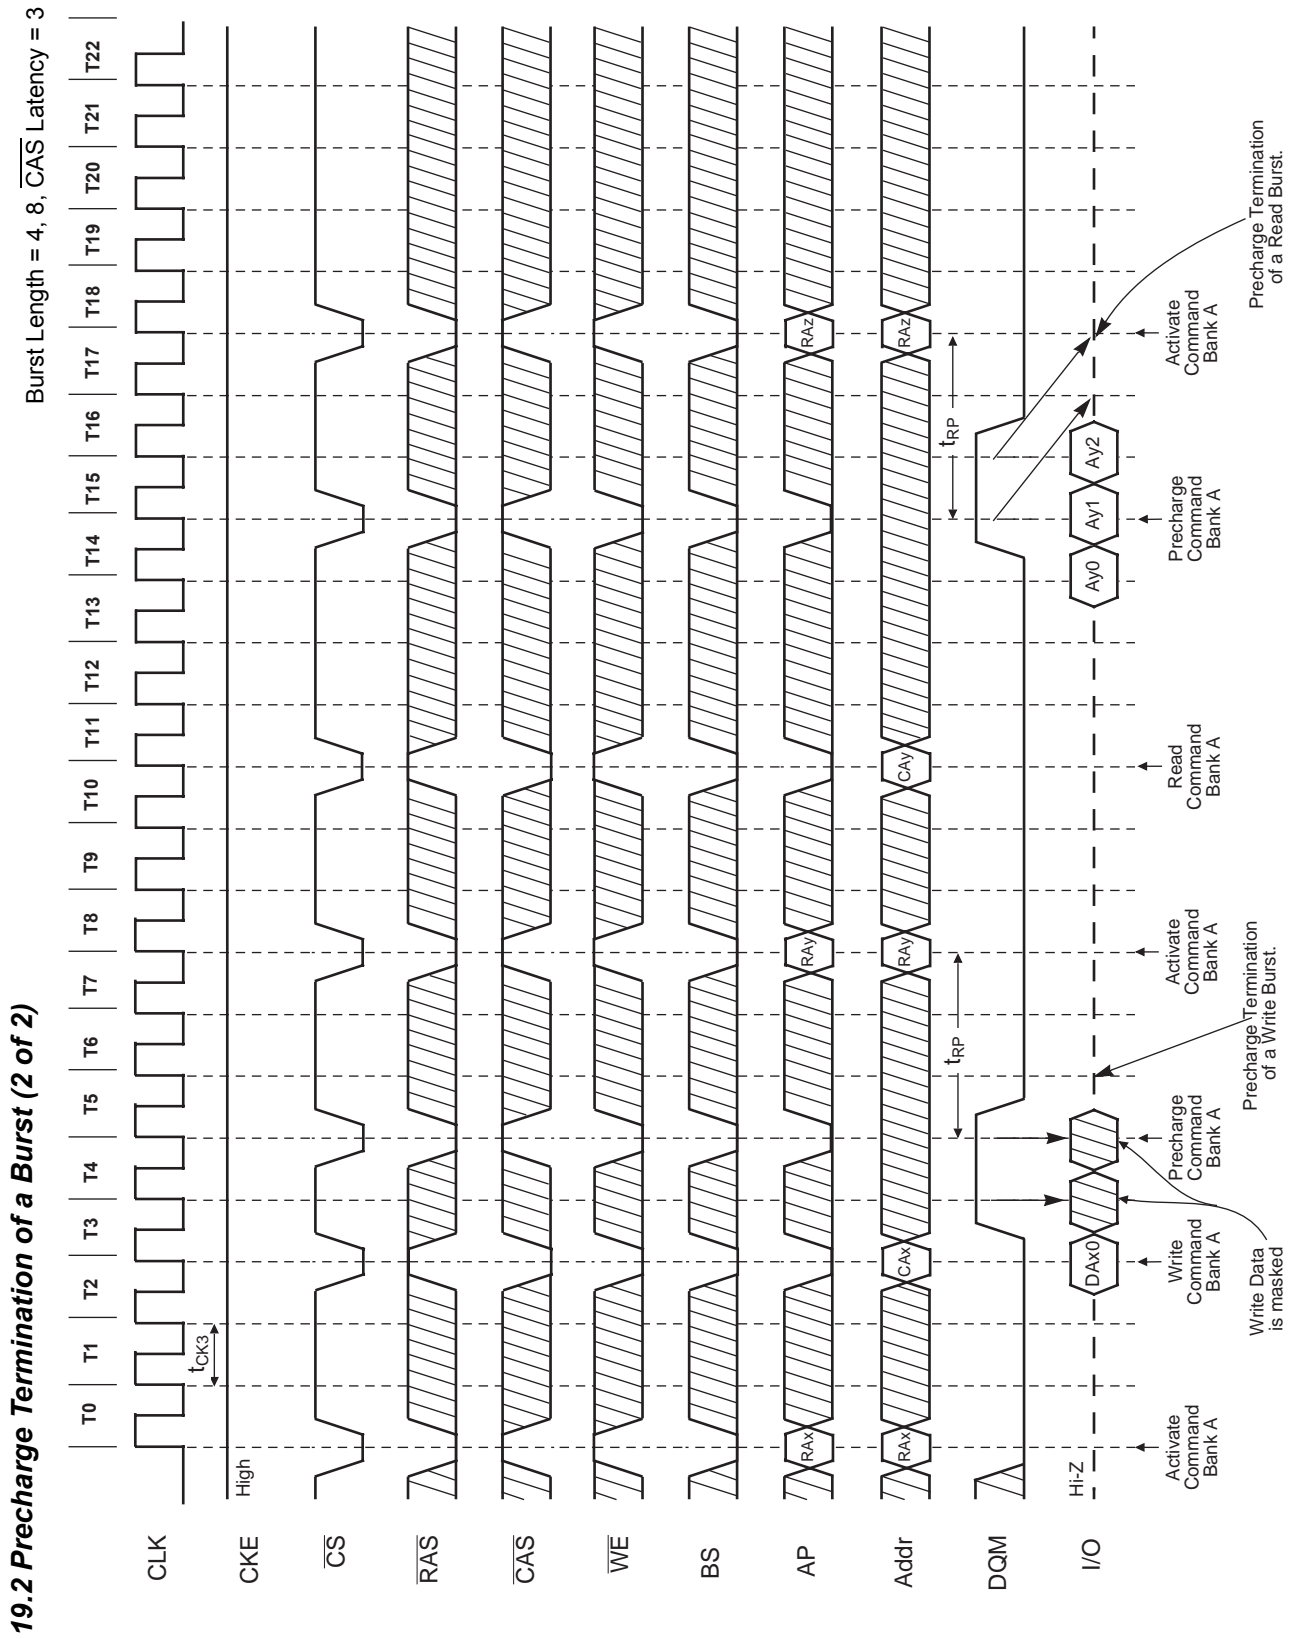 19.2 Precharge Termination of a Burst (2 of 2)
Burst Length = 4, 8, CAS Latency = 3
T0 T1 T2 T3 T4 T5 T6 T7 T8 T9 T10 T11 T12 T13 T14 T15 T16 T17 T18 T19 T20 T21 T22
CLK
tCK3
CKE
High
CS
RAS
CAS
WE
BS
AP
RAx
RAy
RAz
Addr
RAx
CAx
RAy
CAy
RAz
tRP
tRP
DQM
I/O
Hi-Z
DAx0
Ay0
Ay1
Ay2
Activate
Command
Bank A
Write
Command
Bank A
Precharge
Command
Bank A
Activate
Command
Bank A
Read
Command
Bank A
Precharge
Command
Bank A
Activate
Command
Bank A
Write Data
is masked
Precharge Termination
of a Write Burst.
Precharge Termination
of a Read Burst.